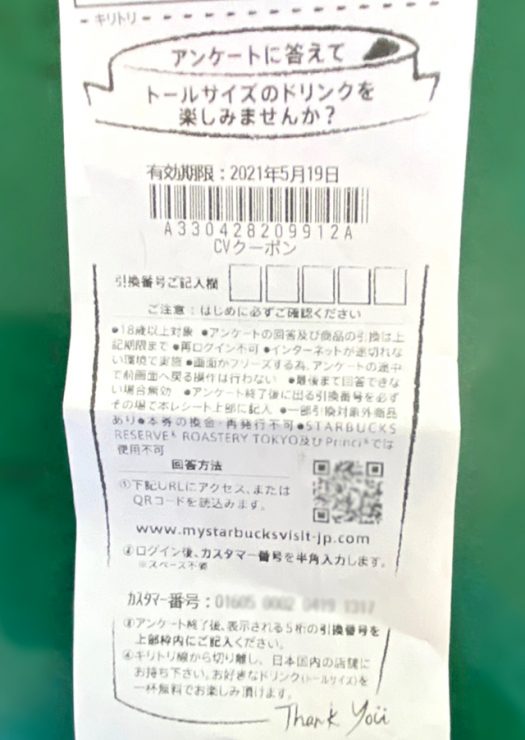 キリトリ
アンケートに答えて
トールサイズのドリンクを
楽しみませんか?
有効期限:2021年5月19日
A330428209912A
CVクーポン
引換番号ご記入欄
ご注意:はじめに必ずご確認ください
●18歳以上対象 ●アンケートの回答及び商品の引換は上
記期限まで ●再ログイン不可 ●インターネットが途切れな
い環境で実施 ●画面がフリーズする為、アンケートの途中
で前画面へ戻る操作は行わない ●最後まで回答できな
い場合無効 ●アンケート終了後に出る引換番号を必ず
その場で本レシート上部に記入 ●一部引換対象外商品
あり●本券の換金・再発行不可●STARBUCKS
RESERVE® ROASTERY TOKYO及びPrinci®では
使用不可
回答方法
①下記URLにアクセス、または
QRコードを読込みます。
www.mystarbucksvisit-jp.com
②ログイン後、カスタマー番号を半角入力します。
※スペース不要
カスタマー番号:
③アンケート終了後、表示される5桁の引換番号を
上部枠内にご記入ください。
④キリトリ線から切り離し、日本国内の店舗に
お持ち下さい。お好きなドリンク(トールサイズ)を
一杯無料でお楽しみ頂けます。
Thank You